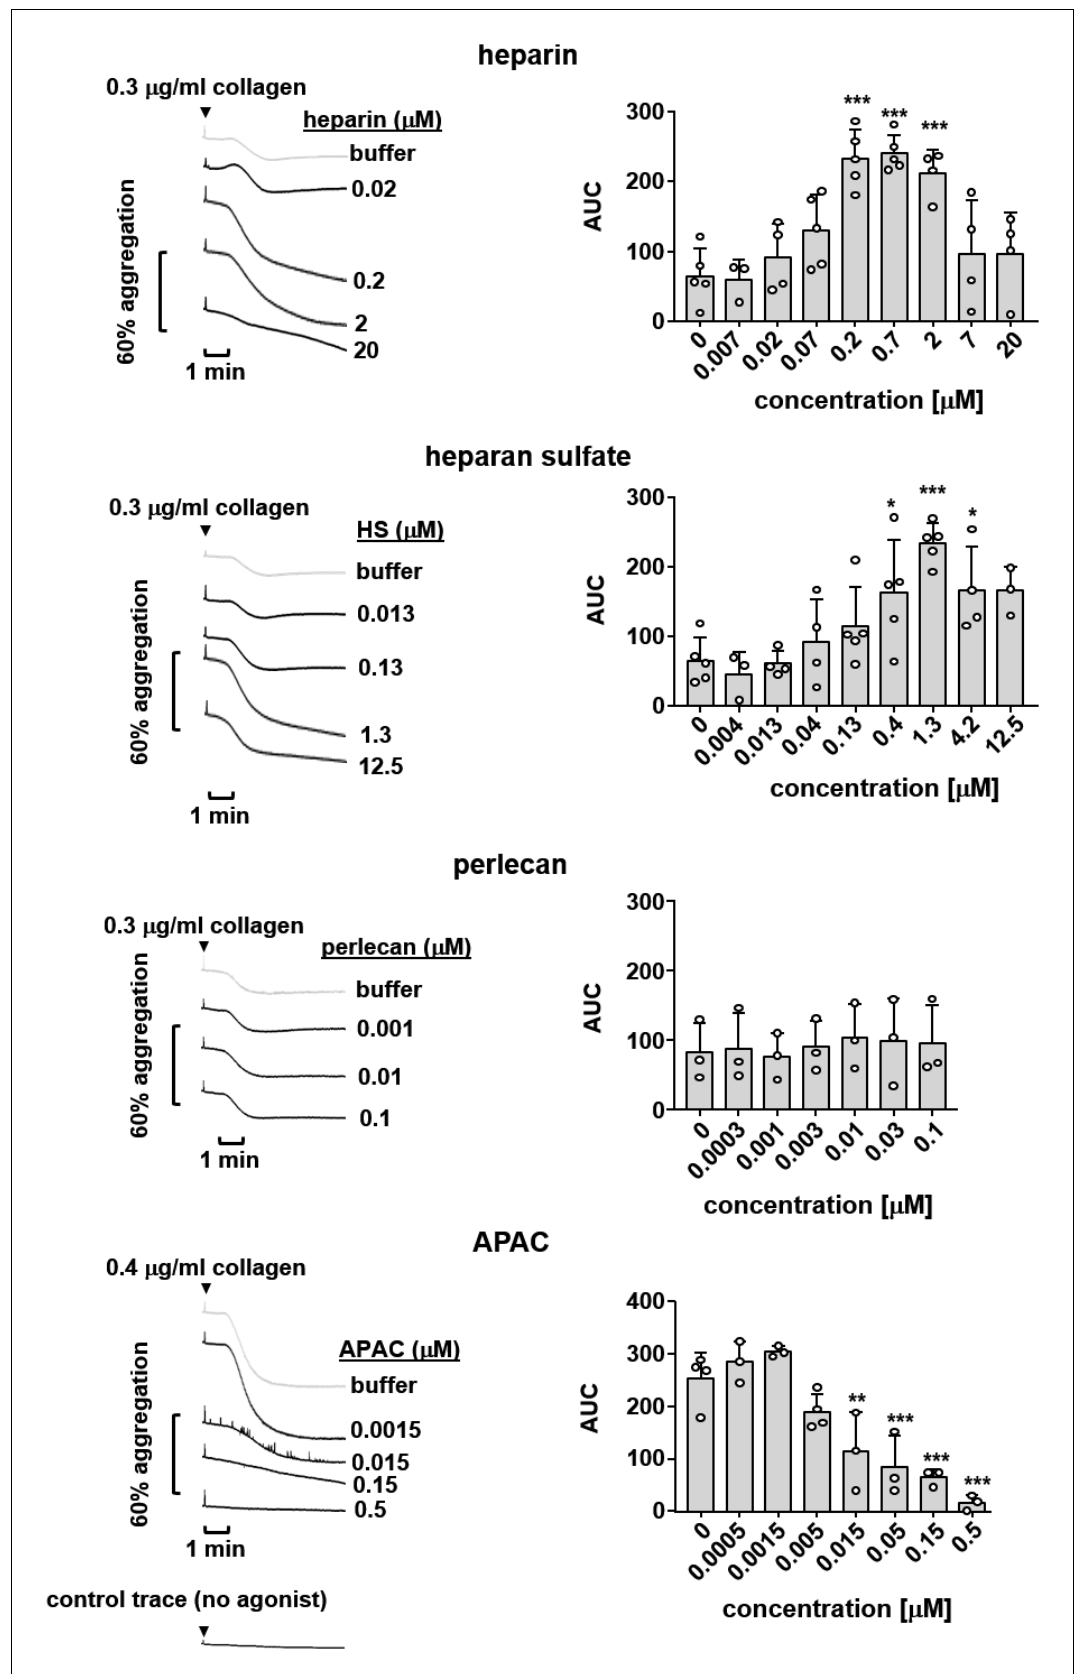 heparin
0.3 μg/ml collagen
heparin (μM)
buffer
0.02
0.2
2
20
60% aggregation
1 min
***
***
***
300
200
100
0
AUC
0
0.007
0.02
0.07
0.2
0.7
2
7
20
concentration [μM]
heparan sulfate
0.3 μg/ml collagen
HS (μM)
buffer
0.013
0.13
1.3
12.5
60% aggregation
1 min
*
***
*
300
200
100
0
AUC
0
0.004
0.013
0.04
0.13
0.4
1.3
4.2
12.5
concentration [μM]
perlecan
0.3 μg/ml collagen
perlecan (μM)
buffer
0.001
0.01
0.1
60% aggregation
1 min
300
200
100
0
AUC
0
0.0003
0.001
0.003
0.01
0.03
0.1
concentration [μM]
APAC
0.4 μg/ml collagen
APAC (μM)
buffer
0.0015
0.015
0.15
0.5
60% aggregation
1 min
control trace (no agonist)
**
***
***
***
400
300
200
100
0
AUC
0
0.0005
0.0015
0.005
0.015
0.05
0.15
0.5
concentration [μM]